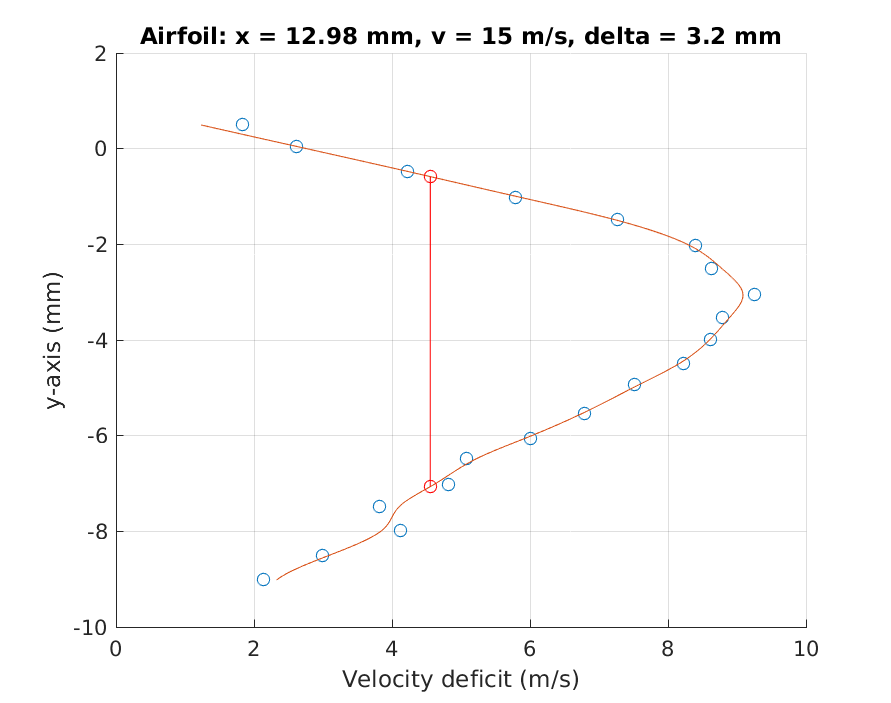 Airfoil: x = 12.98 mm, v = 15 m/s, delta = 3.2 mm
2
0
-2
-4
-6
-8
-10
y-axis (mm)
0 2 4 6 8 10
Velocity deficit (m/s)